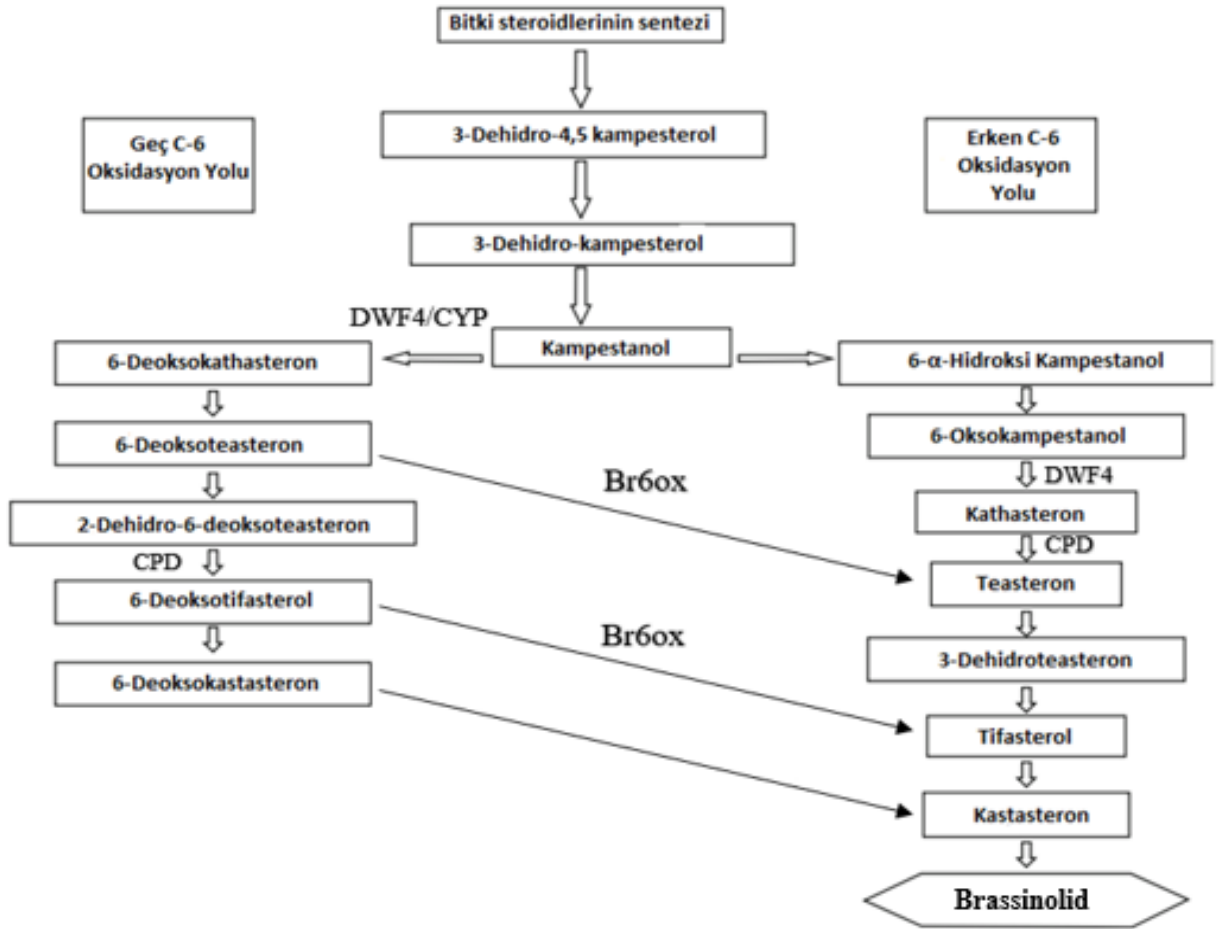 Bitki steroidlerinin sentezi
3-Dehidro-4,5 kampesterol
Geç C-6
Oksidasyon Yolu
Erken C-6
Oksidasyon
Yolu
3-Dehidro-kampesterol
DWF4/CYP
Kampestanol
6-Deoksokathasteron
6-α-Hidroksi Kampestanol
6-Deoksoteasteron
6-Oksokampestanol
Br6ox
DWF4
2-Dehidro-6-deoksoteasteron
Kathasteron
CPD
CPD
6-Deoksotifasterol
Teasteron
Br6ox
3-Dehidroteasteron
6-Deoksokastasteron
Tifasterol
Kastasteron
Brassinolid